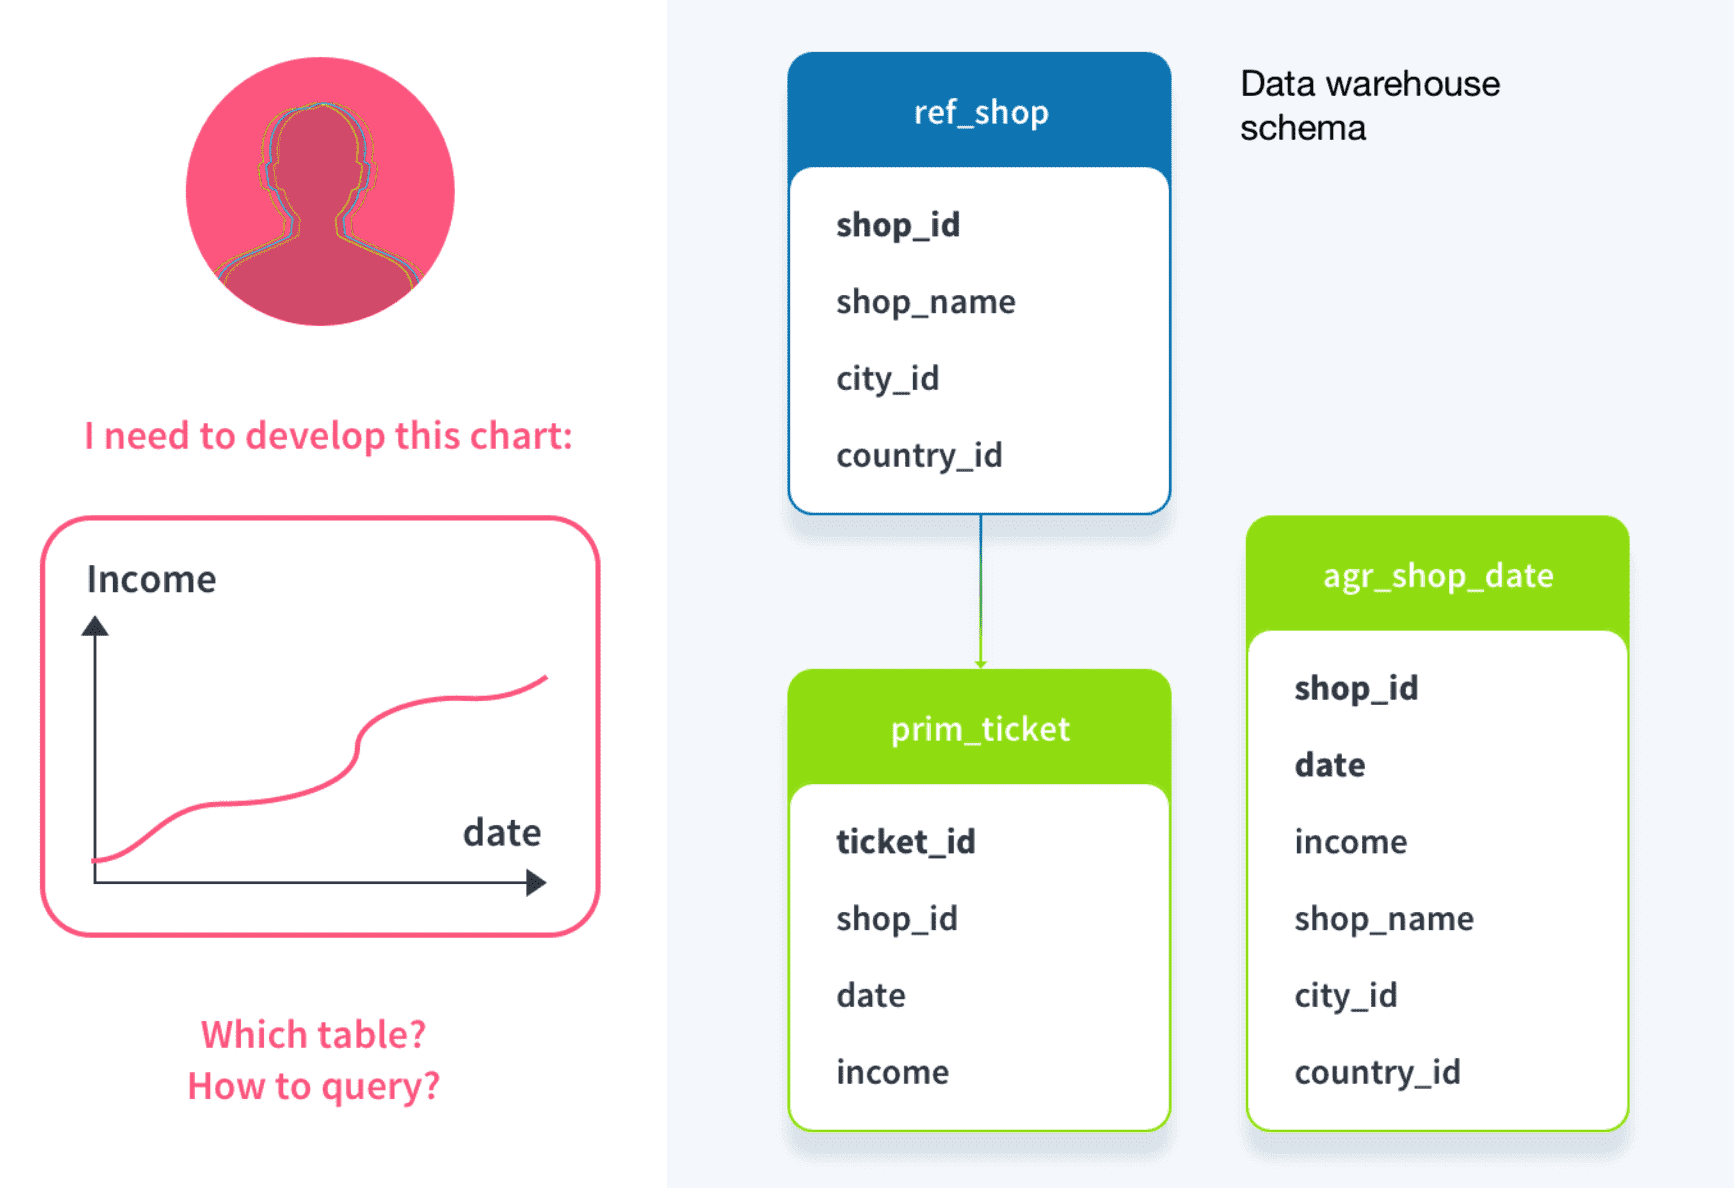 I need to develop this chart:
Income
date
Which table?
How to query?
Data warehouse
schema
ref_shop
shop_id
shop_name
city_id
country_id
prim_ticket
ticket_id
shop_id
date
income
agr_shop_date
shop_id
date
income
shop_name
city_id
country_id